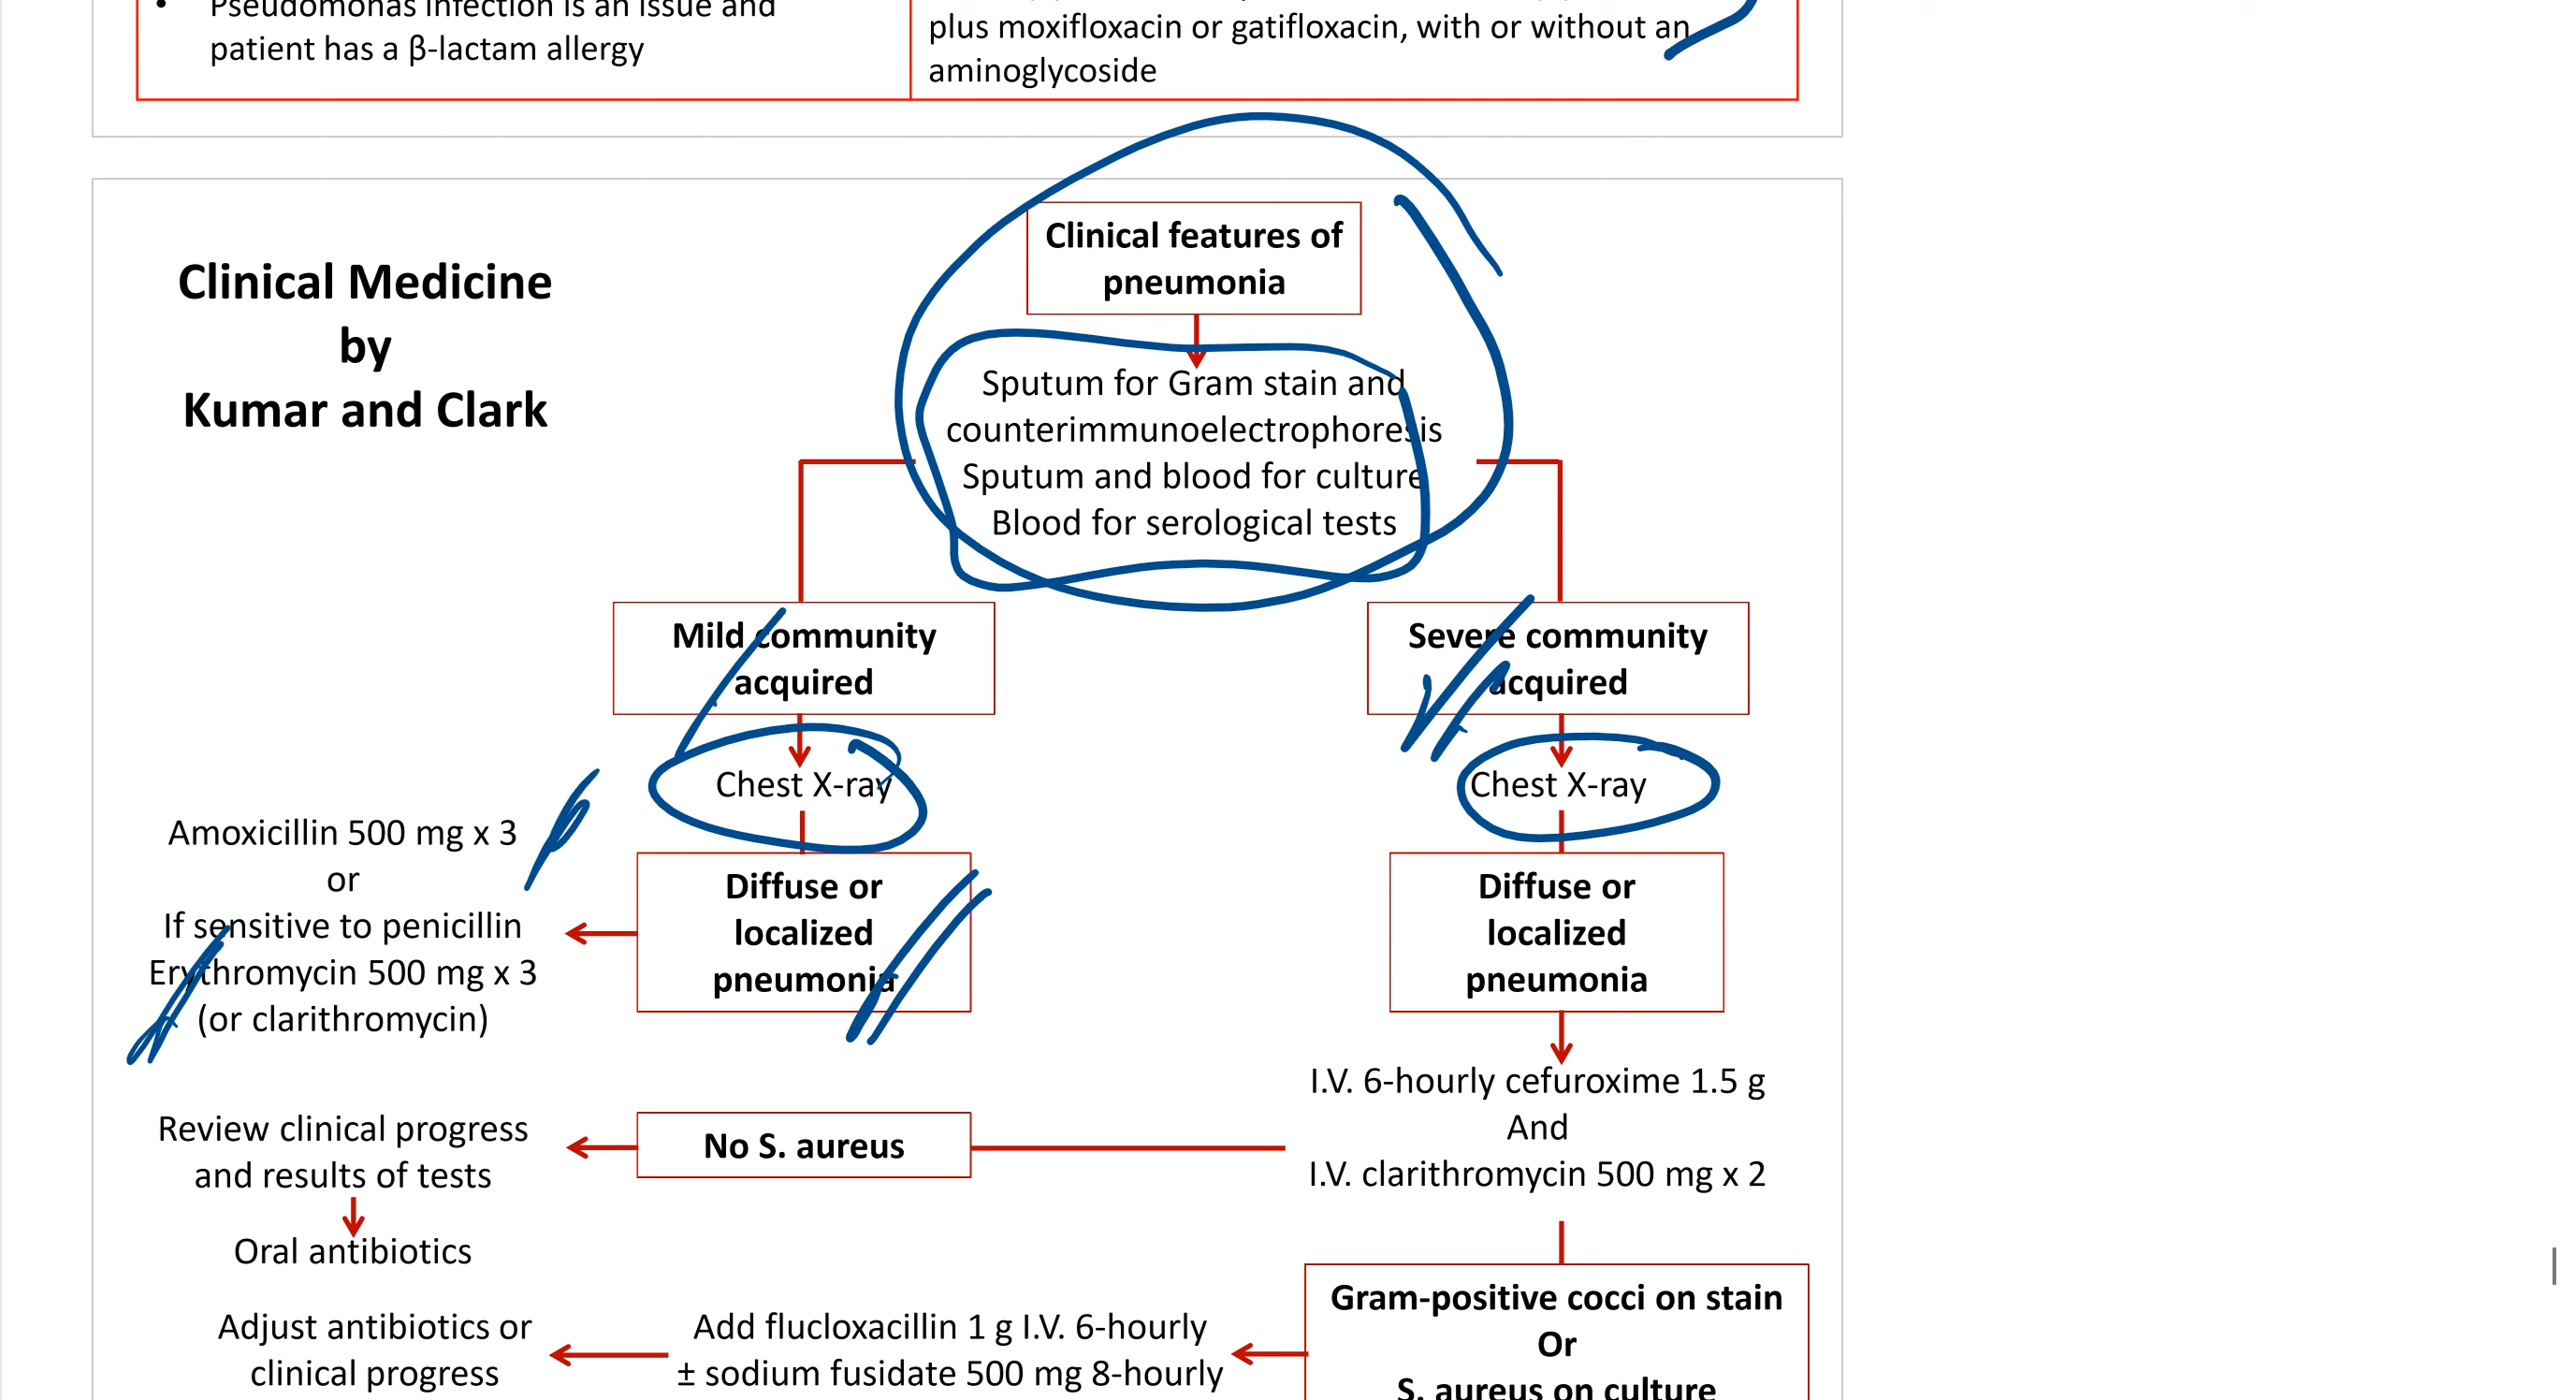 Pseudomonas infection is an issue and
patient has a β-lactam allergy
plus moxifloxacin or gatifloxacin, with or without an
aminoglycoside
Clinical Medicine
by
Kumar and Clark
Clinical features of
pneumonia
Sputum for Gram stain and
counterimmunoelectrophoresis
Sputum and blood for culture
Blood for serological tests
Mild community
acquired
Severe community
acquired
Chest X-ray
Chest X-ray
Amoxicillin 500 mg x 3
or
If sensitive to penicillin
Erythromycin 500 mg x 3
(or clarithromycin)
Diffuse or
localized
pneumonia
Diffuse or
localized
pneumonia
I.V. 6-hourly cefuroxime 1.5 g
And
I.V. clarithromycin 500 mg x 2
No S. aureus
Review clinical progress
and results of tests
Oral antibiotics
Gram-positive cocci on stain
Or
S. aureus on culture
Add flucloxacillin 1 g I.V. 6-hourly
± sodium fusidate 500 mg 8-hourly
Adjust antibiotics or
clinical progress